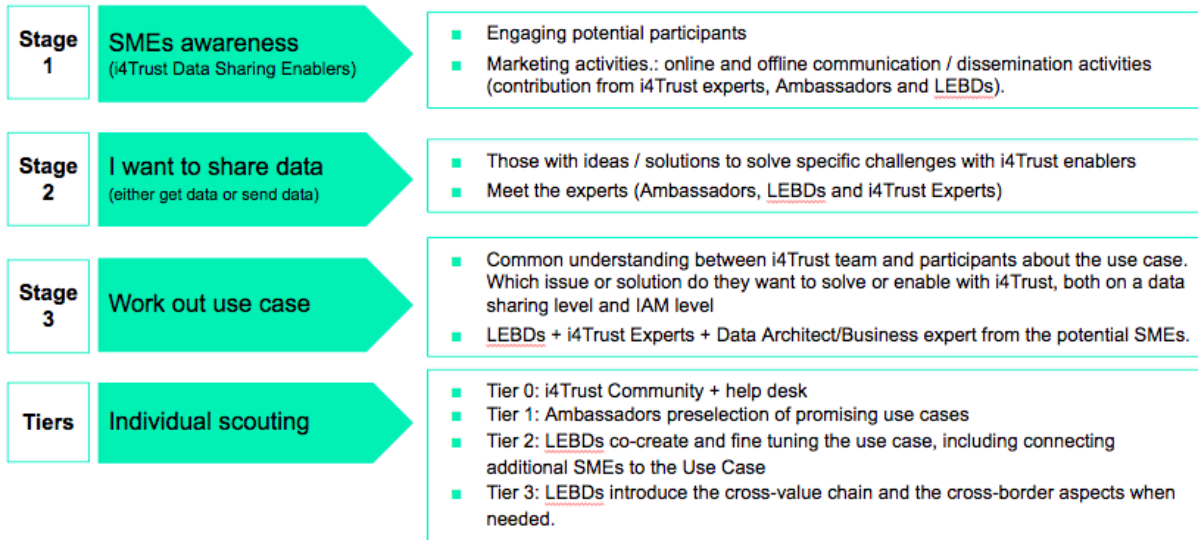 Stage
1
SMEs awareness
(i4Trust Data Sharing Enablers)
Engaging potential participants
Marketing activities.: online and offline communication / dissemination activities
(contribution from i4Trust experts, Ambassadors and LEBDs).
Stage
2
I want to share data
(either get data or send data)
Those with ideas / solutions to solve specific challenges with i4Trust enablers
Meet the experts (Ambassadors, LEBDs and i4Trust Experts)
Stage
3
Work out use case
Common understanding between i4Trust team and participants about the use case.
Which issue or solution do they want to solve or enable with i4Trust, both on a data
sharing level and IAM level
LEBDs + i4Trust Experts + Data Architect/Business expert from the potential SMEs.
Tiers
Individual scouting
Tier 0: i4Trust Community + help desk
Tier 1: Ambassadors preselection of promising use cases
Tier 2: LEBDs co-create and fine tuning the use case, including connecting
additional SMEs to the Use Case
Tier 3: LEBDs introduce the cross-value chain and the cross-border aspects when
needed.